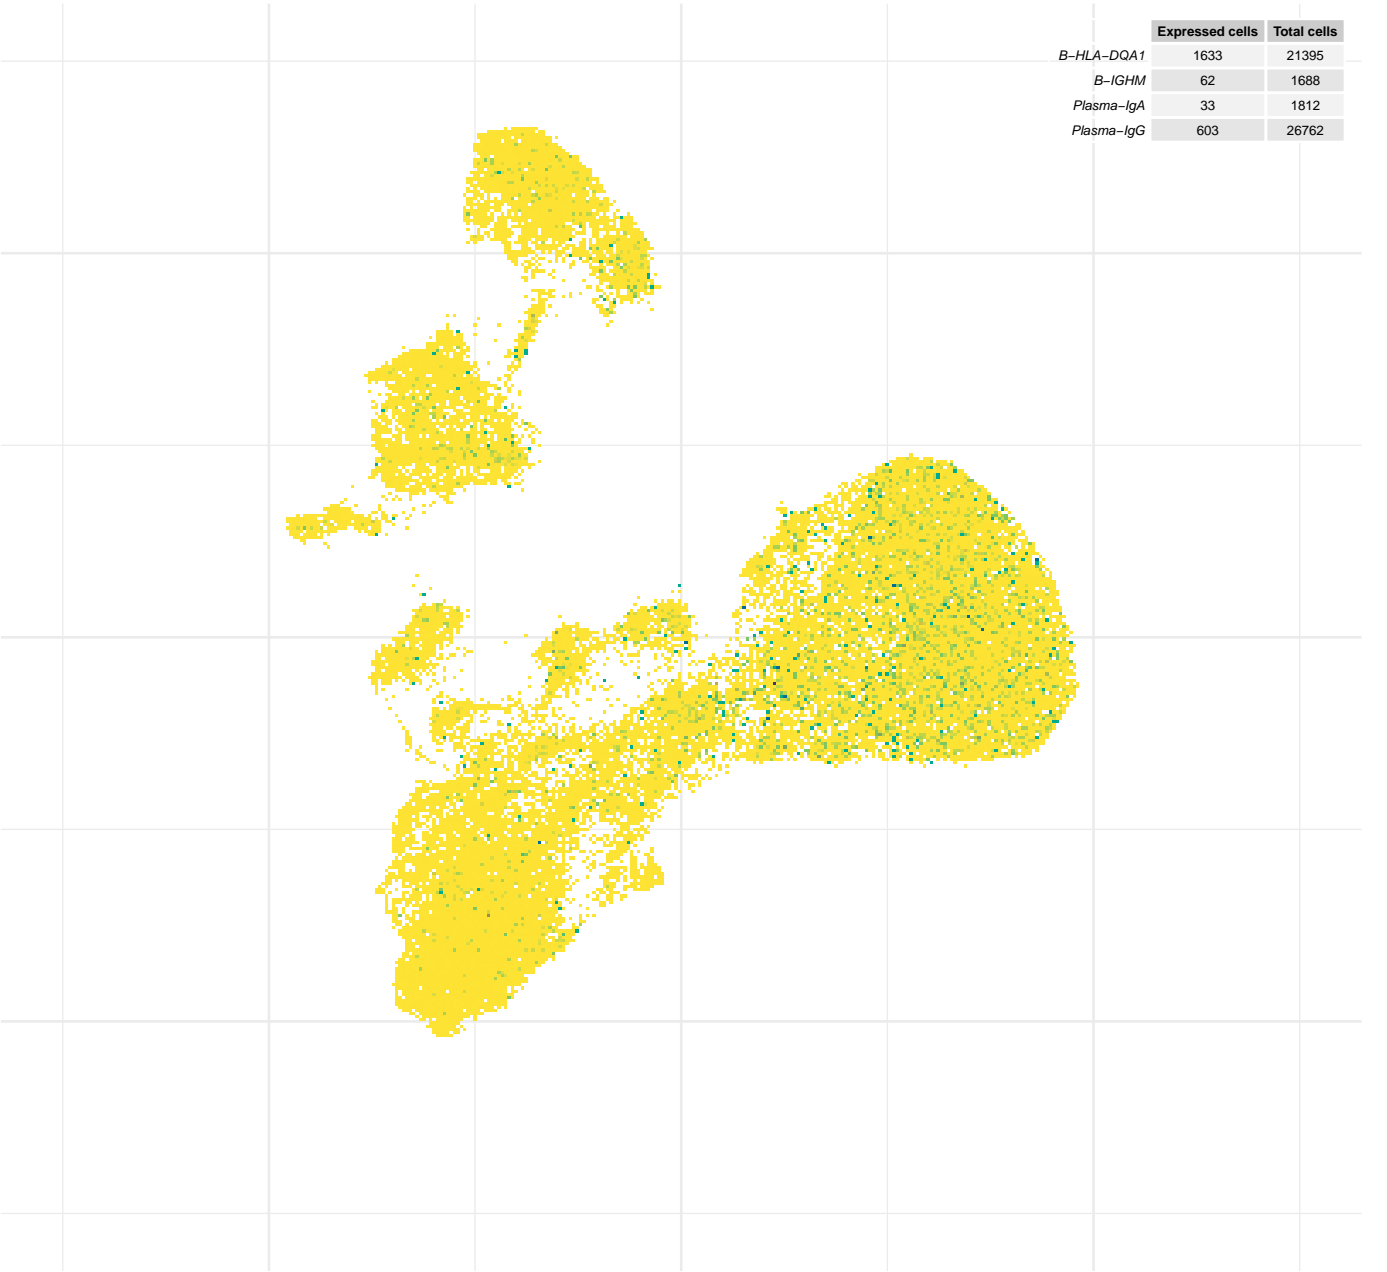 Expressed cells Total cells
B−HLA−DQA1 1633 21395
B−IGHM 62 1688
Plasma−IgA 33 1812
Plasma−IgG 603 26762